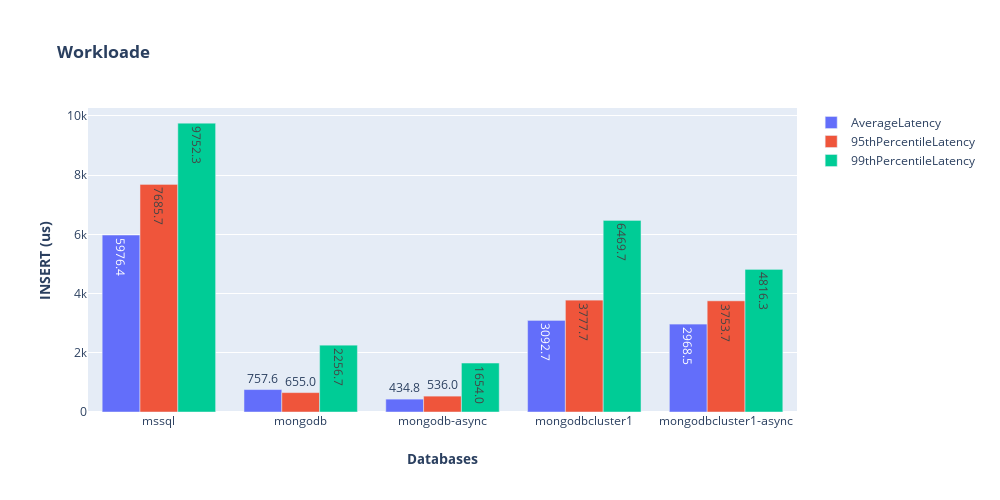 Workloade
AverageLatency
95thPercentileLatency
99thPercentileLatency
INSERT (us)
10k
8k
6k
4k
2k
0
5976.4
7685.7
9752.3
757.6
655.0
2256.7
434.8
536.0
1654.0
3092.7
3777.7
6469.7
2968.5
3753.7
4816.3
mssql
mongodb
mongodb-async
mongodbcluster1
mongodbcluster1-async
Databases